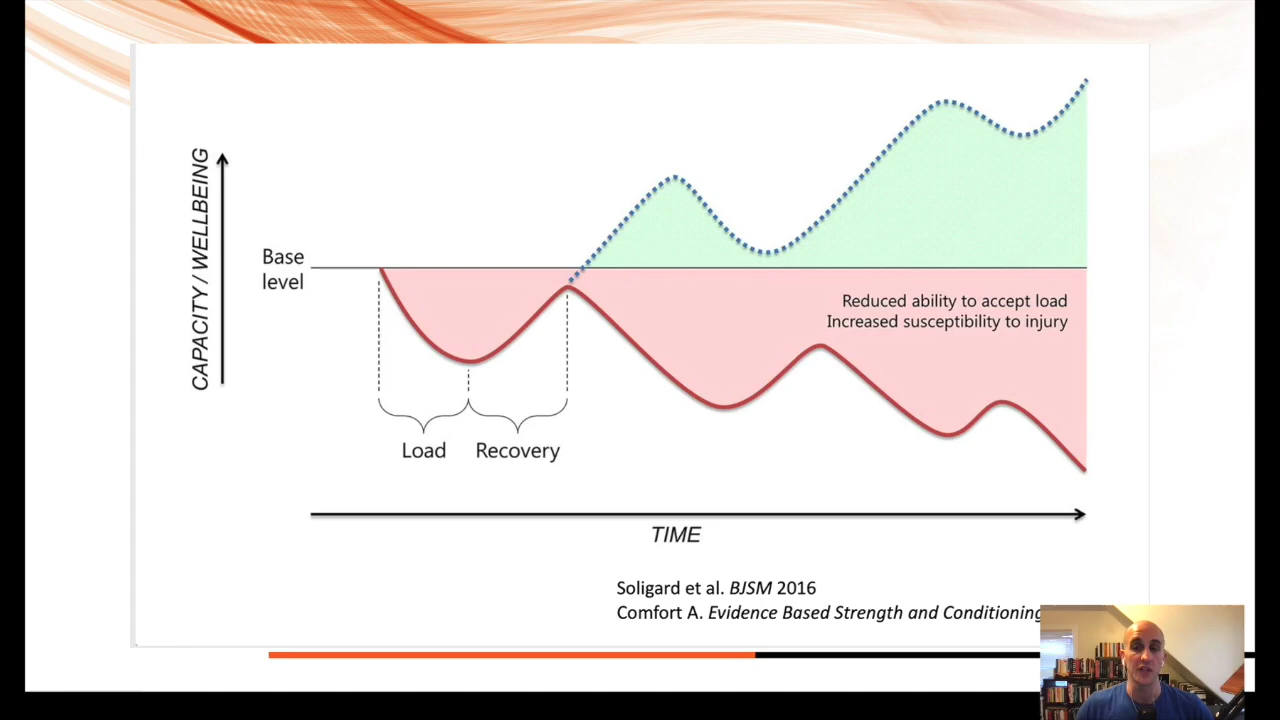 CAPACITY / WELLBEING
Base
level
Reduced ability to accept load
Increased susceptibility to injury
Load
Recovery
TIME
Soligard et al. BJSM 2016
Comfort A. Evidence Based Strength and Conditioning